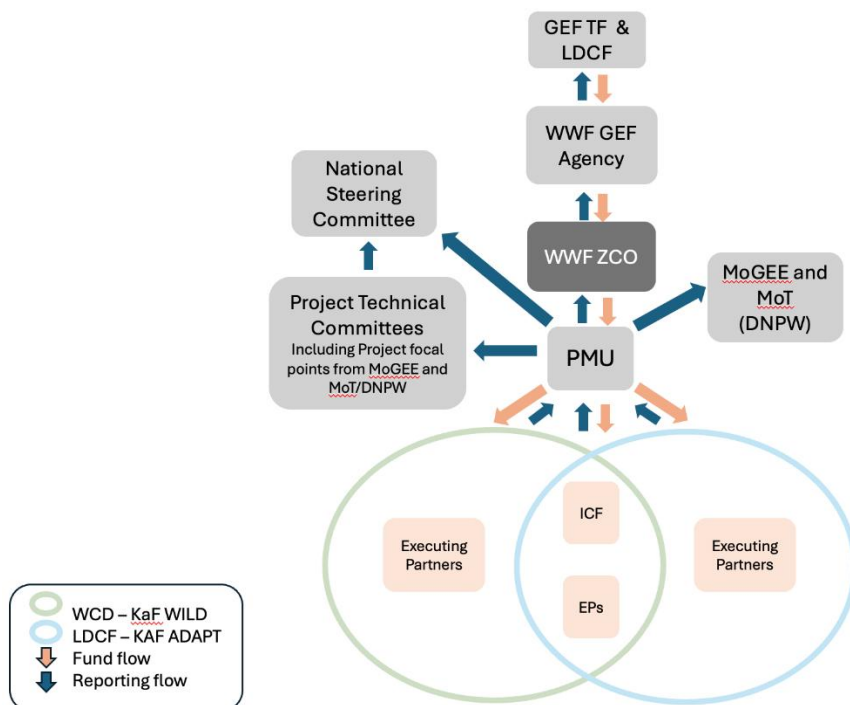 GEF TF &
LDCF
WWF GEF
Agency
National
Steering
Committee
WWF ZCO
MoGEE and
MoT
(DNPW)
Project Technical
Committees
Including Project focal
points from MoGEE and
MoT/DNPW
PMU
ICF
Executing
Partners
Executing
Partners
EPs
WCD – KaF WILD
LDCF – KAF ADAPT
Fund flow
Reporting flow